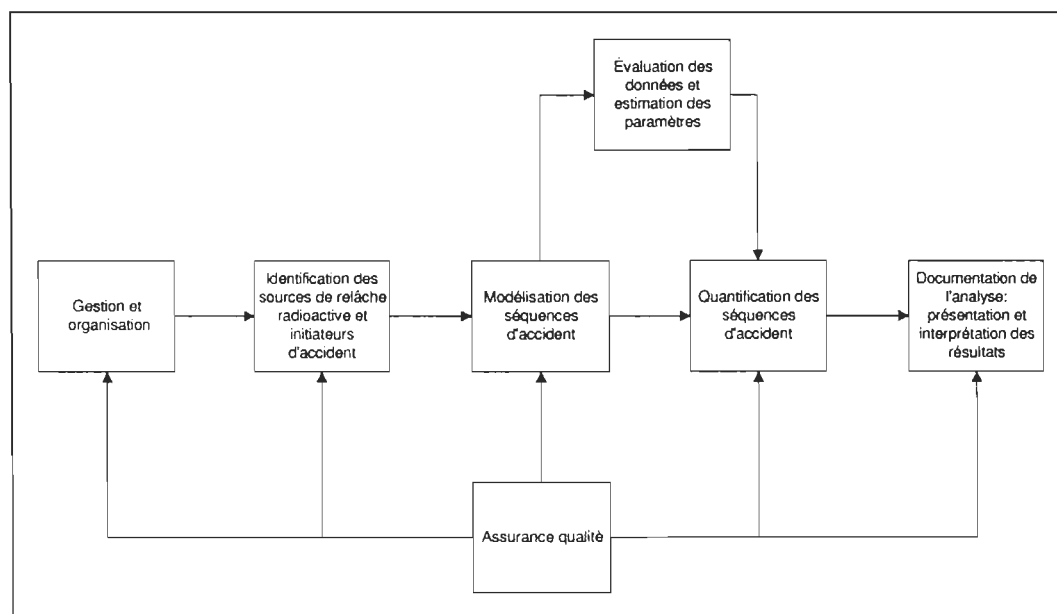 Évaluation des
données et
estimation des
paramètres
Gestion et
organisation
Identification des
sources de relâche
radioactive et
initiateurs
d'accident
Modélisation des
séquences
d'accident
Quantification des
séquences
d'accident
Documentation de
l'analyse:
présentation et
interprétation des
résultats
Assurance qualité